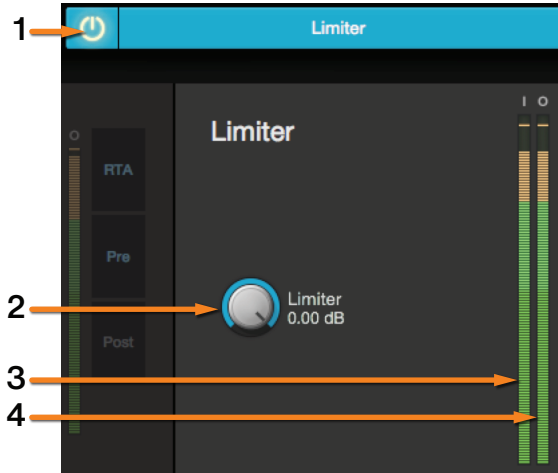 1
Limiter
I O
Limiter
O
RTA
Pre
2
Limiter
0.00 dB
Post
3
4